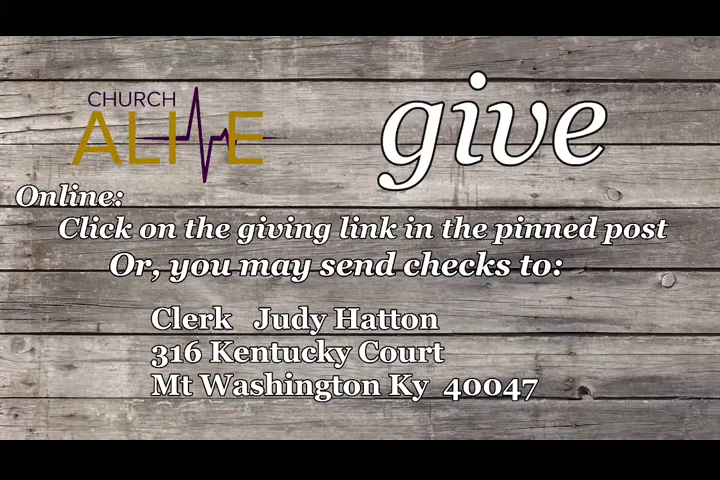 CHURCH
ALIVE
give
Online:
Click on the giving link in the pinned post
Or, you may send checks to:
Clerk Judy Hatton
316 Kentucky Court
Mt Washington Ky 40047